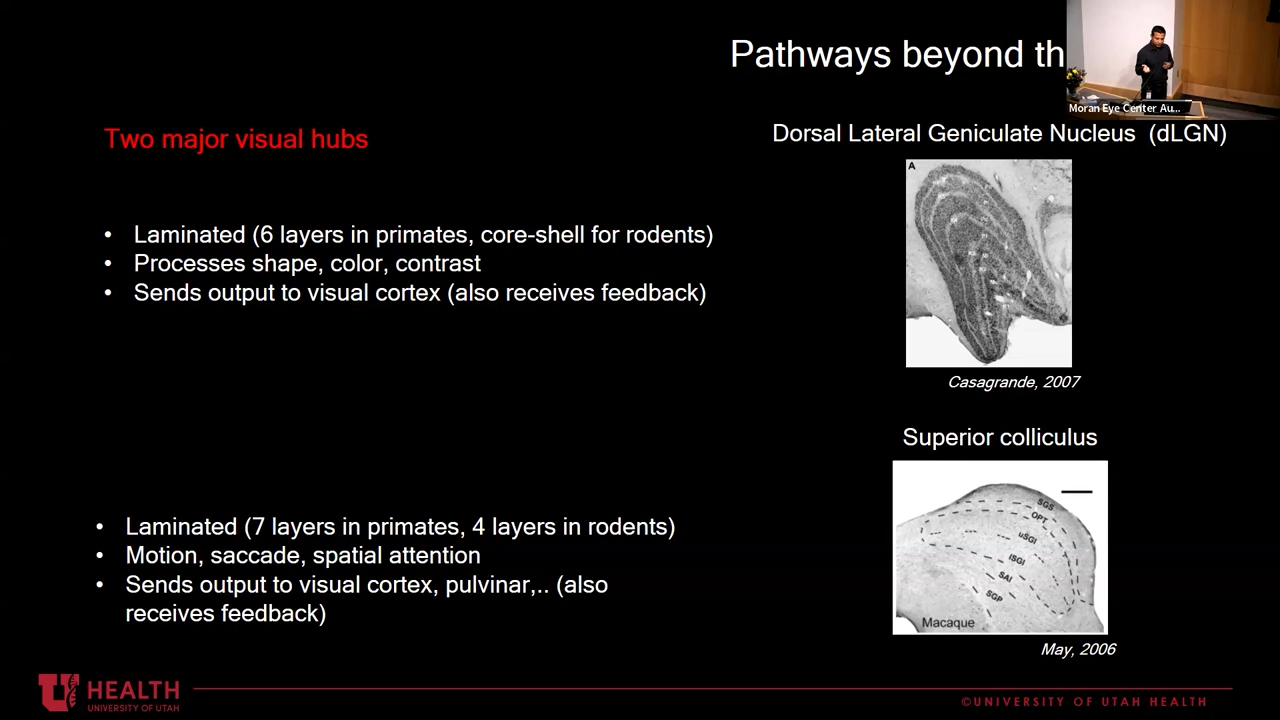 Pathways beyond th
Moran Eye Center Au...
Two major visual hubs
Dorsal Lateral Geniculate Nucleus (dLGN)
A
• Laminated (6 layers in primates, core-shell for rodents)
• Processes shape, color, contrast
• Sends output to visual cortex (also receives feedback)
Casagrande, 2007
Superior colliculus
• Laminated (7 layers in primates, 4 layers in rodents)
• Motion, saccade, spatial attention
• Sends output to visual cortex, pulvinar,.. (also
receives feedback)
SGS
OPT
uSGI
ISGI
SAI
SGP
Macaque
May, 2006
U HEALTH
UNIVERSITY OF UTAH
©UNIVERSITY OF UTAH HEALTH